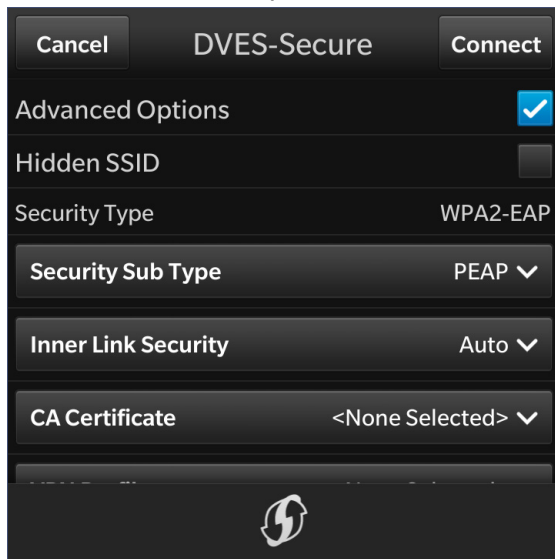 Cancel DVES-Secure Connect
Advanced Options
Hidden SSID
Security Type WPA2-EAP
Security Sub Type PEAP
Inner Link Security Auto
CA Certificate <None Selected>